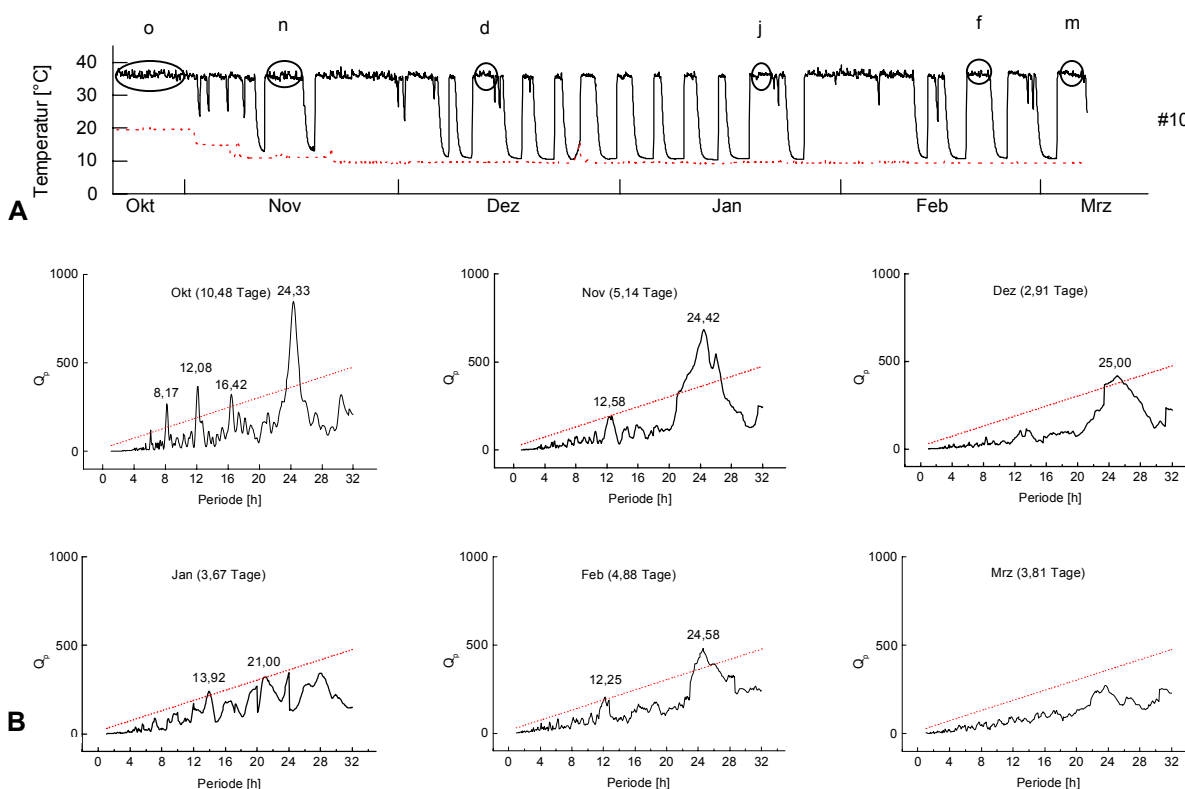 o n d j f m
Temperatur [°C]
40
30
20
10
0
#10
Okt Nov Dez Jan Feb Mrz
A
1000
500
0
Q_p
Okt (10,48 Tage)
24,33
12,08
8,17
16,42
0 4 8 12 16 20 24 28 32
Periode [h]
1000
500
0
Q_p
Nov (5,14 Tage)
24,42
12,58
0 4 8 12 16 20 24 28 32
Periode [h]
1000
500
0
Q_p
Dez (2,91 Tage)
25,00
0 4 8 12 16 20 24 28 32
Periode [h]
B
1000
500
0
Q_p
Jan (3,67 Tage)
21,00
13,92
0 4 8 12 16 20 24 28 32
Periode [h]
1000
500
0
Q_p
Feb (4,88 Tage)
24,58
12,25
0 4 8 12 16 20 24 28 32
Periode [h]
1000
500
0
Q_p
Mrz (3,81 Tage)
0 4 8 12 16 20 24 28 32
Periode [h]